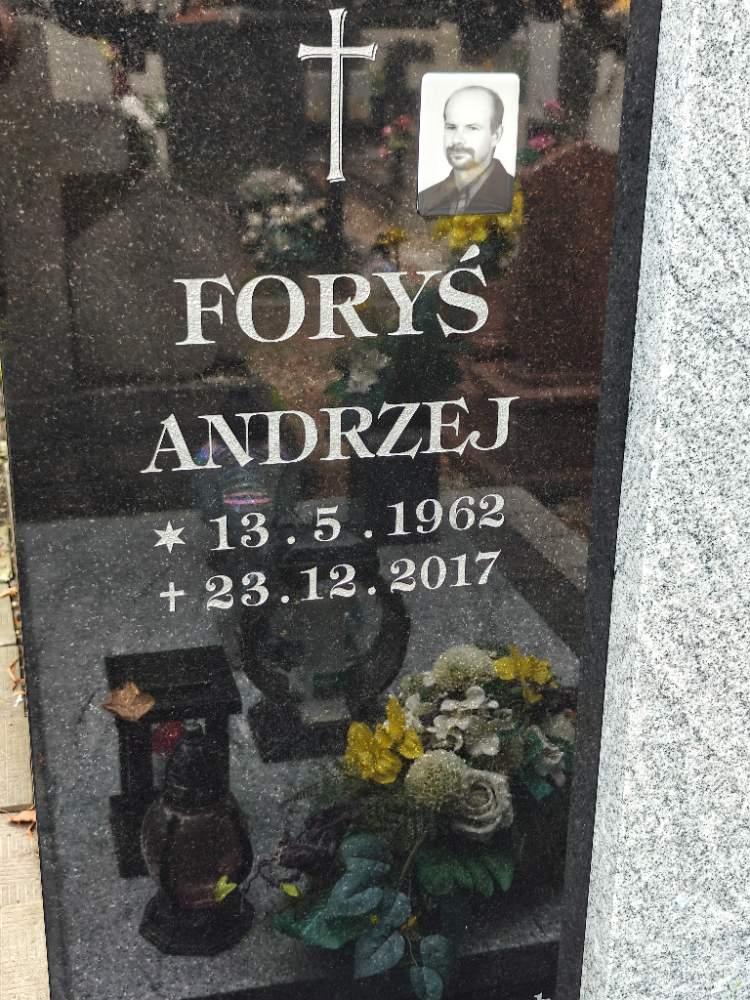 FORYŚ
ANDRZEJ
✶ 13.5.1962
✝ 23.12.2017